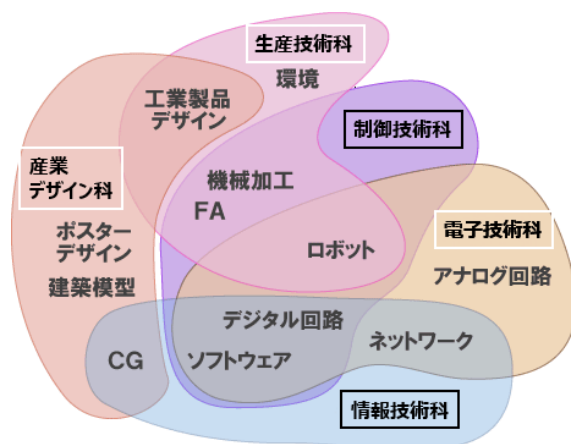 生産技術科
環境
工業製品
デザイン
制御技術科
産業
デザイン科
機械加工
FA
ポスター
デザイン
建築模型
電子技術科
ロボット
アナログ回路
デジタル回路
ネットワーク
CG
ソフトウェア
情報技術科